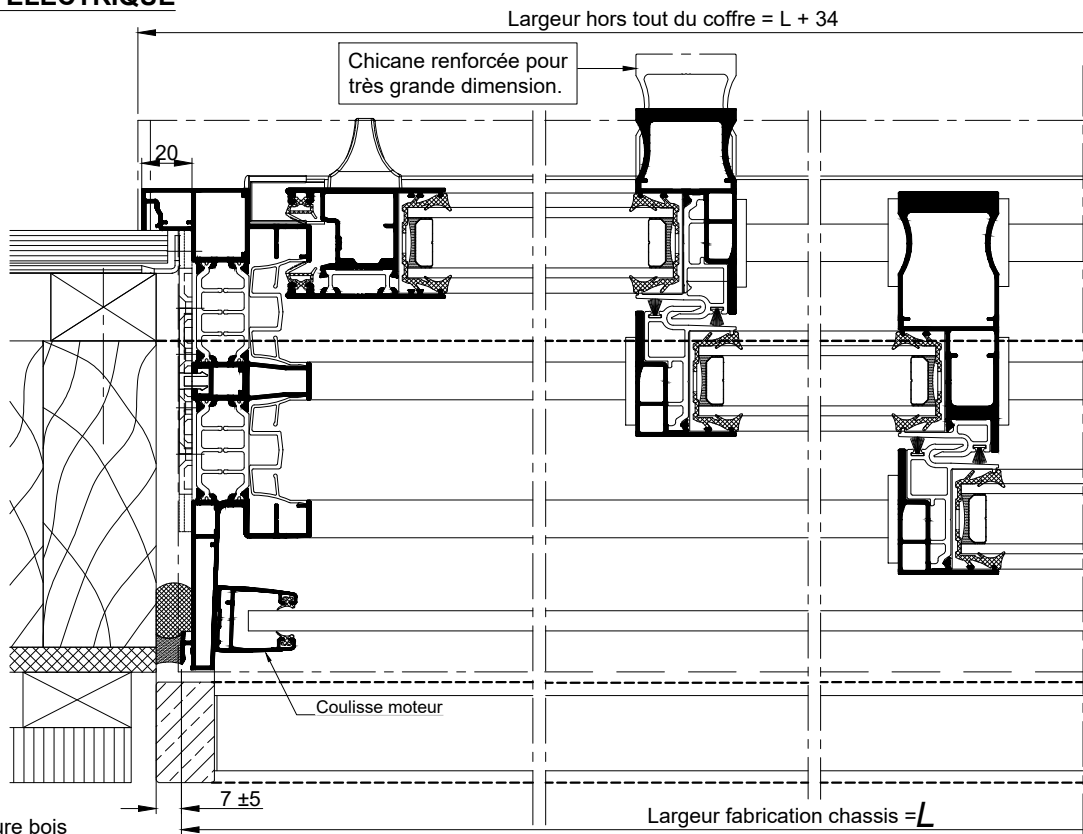 ÉLECTRIQUE
Largeur hors tout du coffre = L + 34
Chicane renforcée pour
très grande dimension.
20
Coulisse moteur
7 ±5
Largeur fabrication chassis =L
ure bois